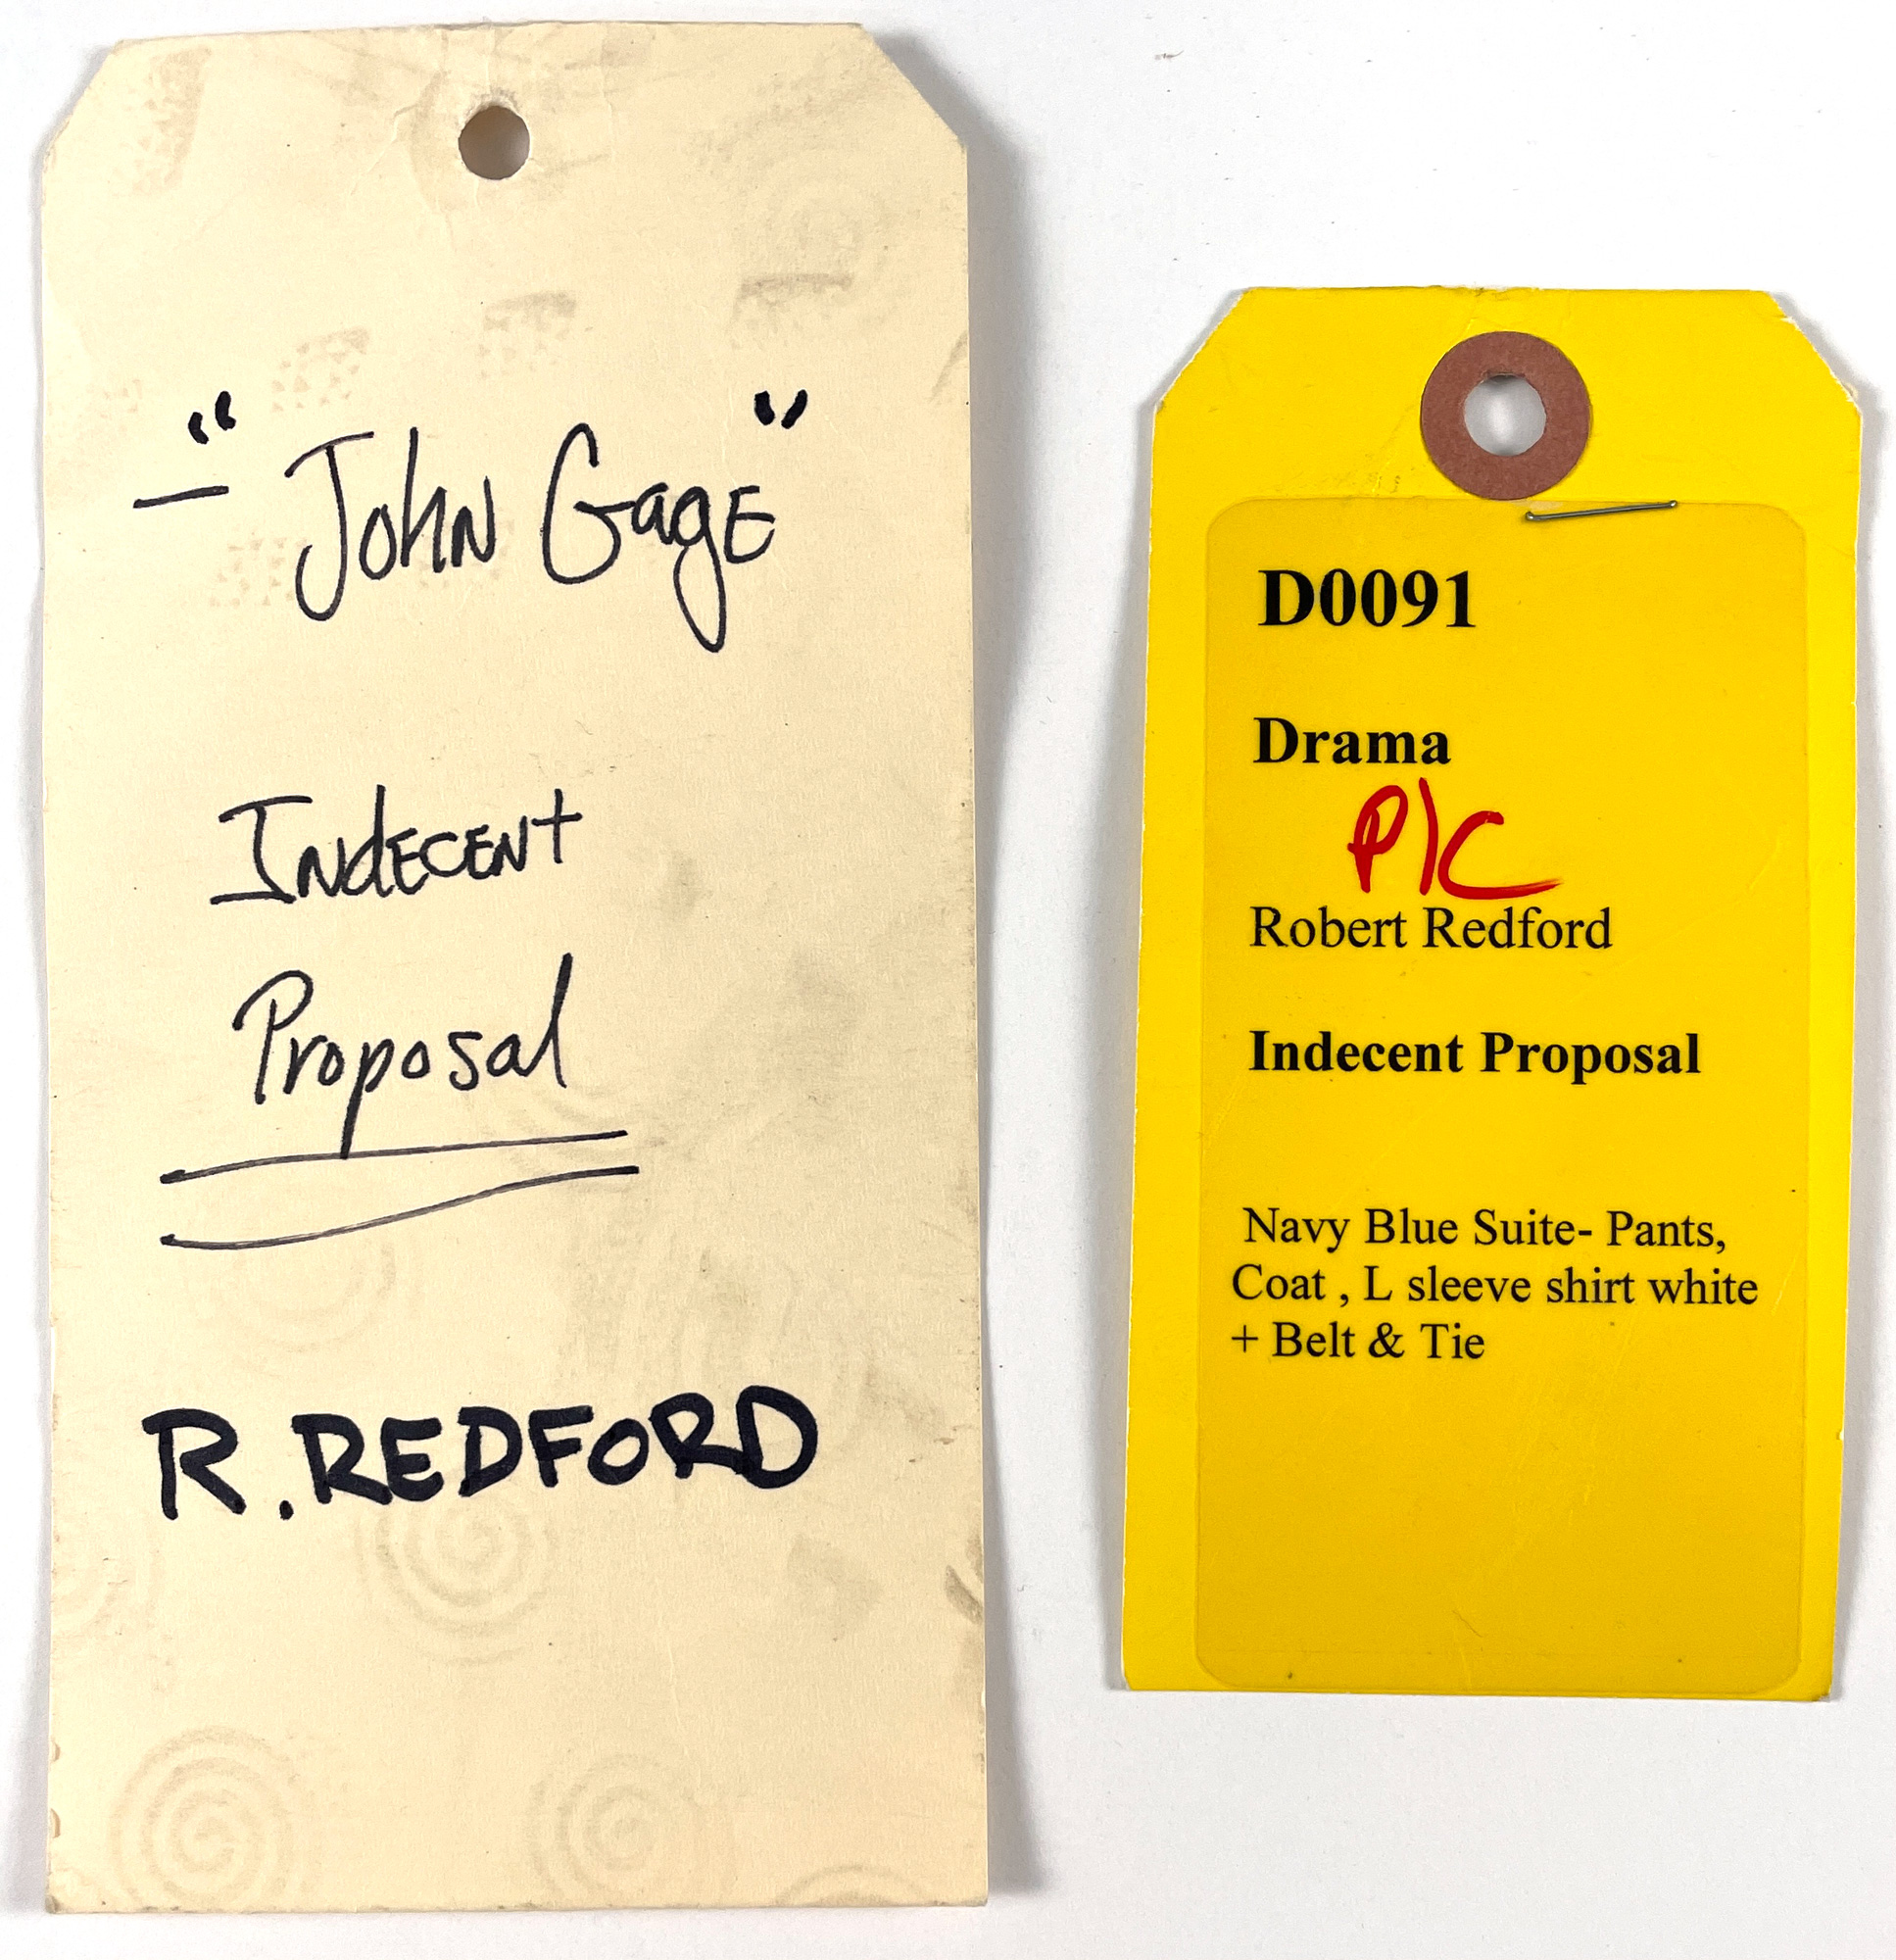 – "John Gage"
Indecent
Proposal
R. REDFORD
D0091
Drama
P/C
Robert Redford
Indecent Proposal
Navy Blue Suite- Pants,
Coat , L sleeve shirt white
+ Belt & Tie